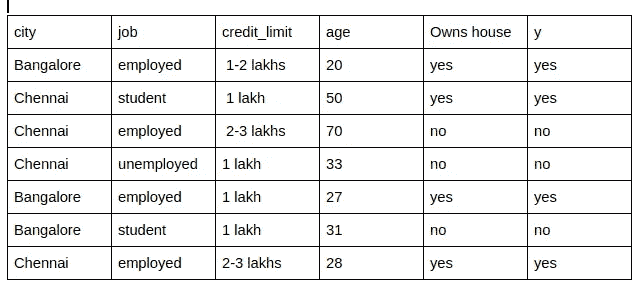 city job credit_limit age Owns house y
Bangalore employed 1-2 lakhs 20 yes yes
Chennai student 1 lakh 50 yes yes
Chennai employed 2-3 lakhs 70 no no
Chennai unemployed 1 lakh 33 no no
Bangalore employed 1 lakh 27 yes yes
Bangalore student 1 lakh 31 no no
Chennai employed 2-3 lakhs 28 yes yes